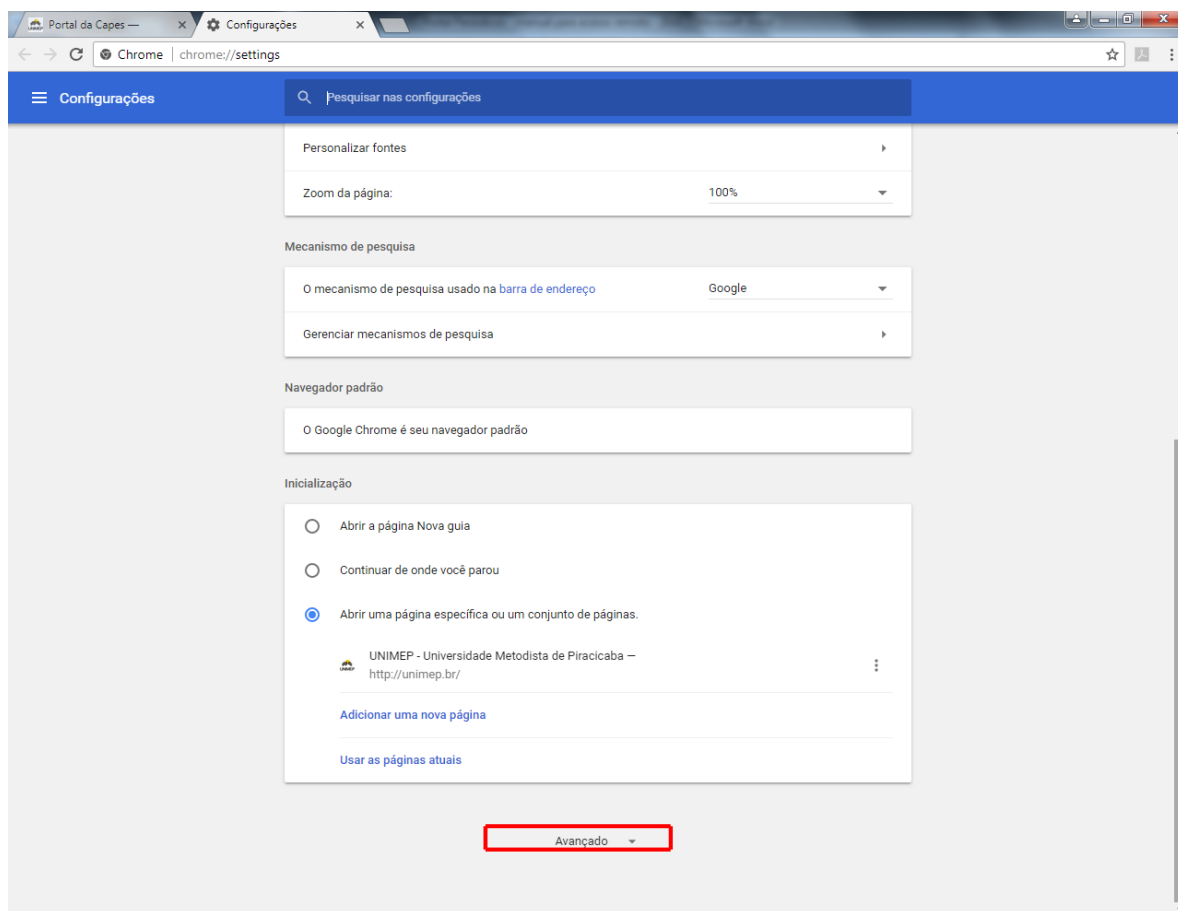 Portal da Capes —
Configurações
Chrome
chrome://settings
Configurações
Pesquisar nas configurações
Personalizar fontes
Zoom da página:
100%
Mecanismo de pesquisa
O mecanismo de pesquisa usado na barra de endereço
Google
Gerenciar mecanismos de pesquisa
Navegador padrão
O Google Chrome é seu navegador padrão
Inicialização
Abrir a página Nova guia
Continuar de onde você parou
Abrir uma página específica ou um conjunto de páginas.
UNIMEP - Universidade Metodista de Piracicaba —
http://unimep.br/
Adicionar uma nova página
Usar as páginas atuais
Avançado